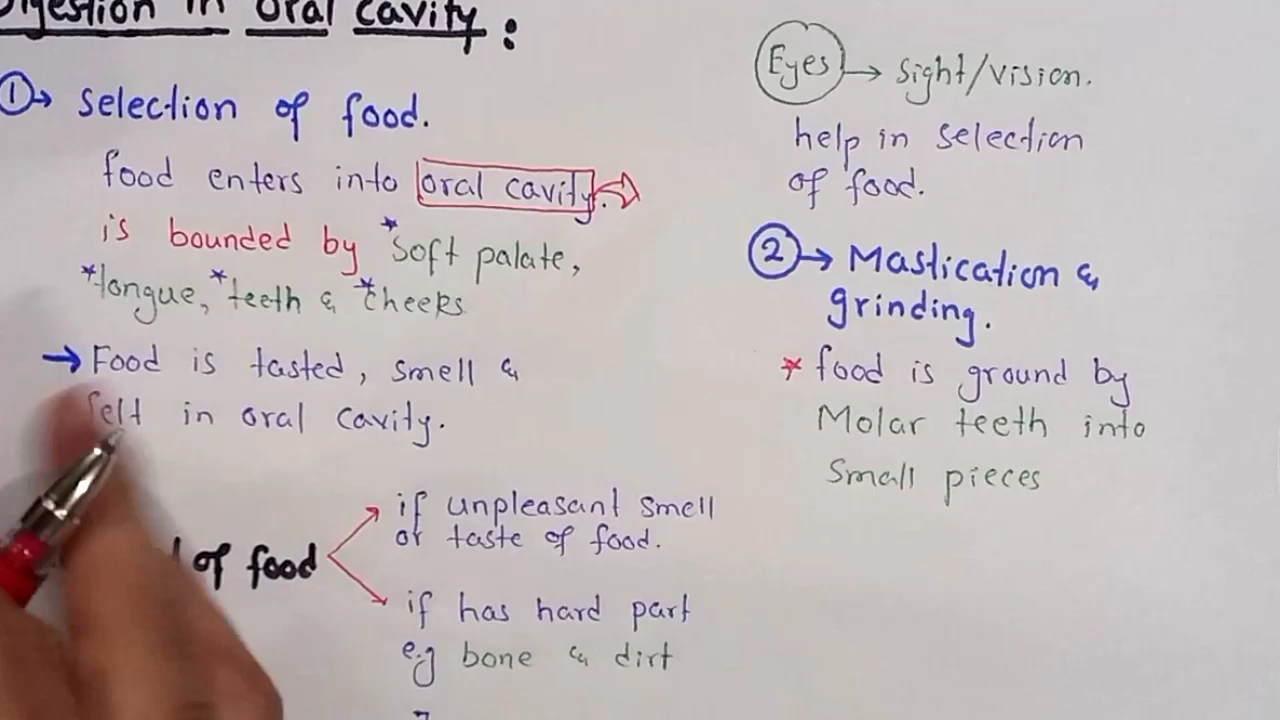 Digestion in oral cavity :
① → selection of food.
food enters into oral cavity.
is bounded by *soft palate,
*tongue, *teeth & *cheeks
→ Food is tasted, smell &
felt in oral cavity.
of food
if unpleasant smell
or taste of food.
if has hard part
e.g bone & dirt
Eyes → sight/vision.
help in selection
of food.
② → Mastication &
grinding.
* food is ground by
Molar teeth into
Small pieces